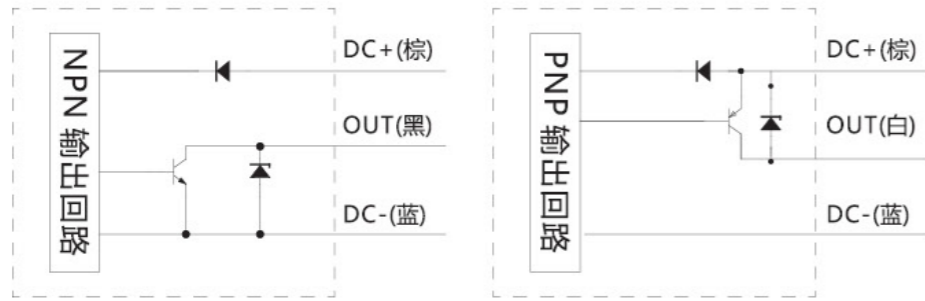 NPN 输出回路
DC+(棕)
OUT(黑)
DC-(蓝)
PNP 输出回路
DC+(棕)
OUT(白)
DC-(蓝)